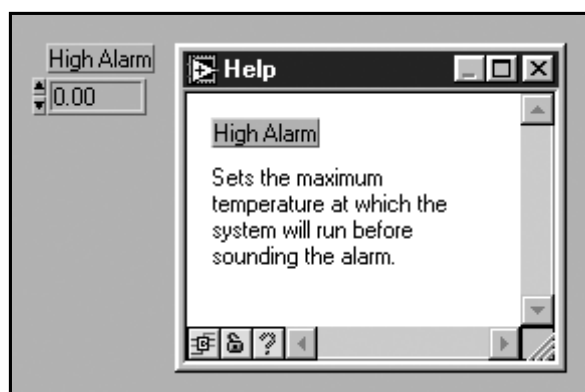 High Alarm
0.00
Help
High Alarm
Sets the maximum
temperature at which the
system will run before
sounding the alarm.
?